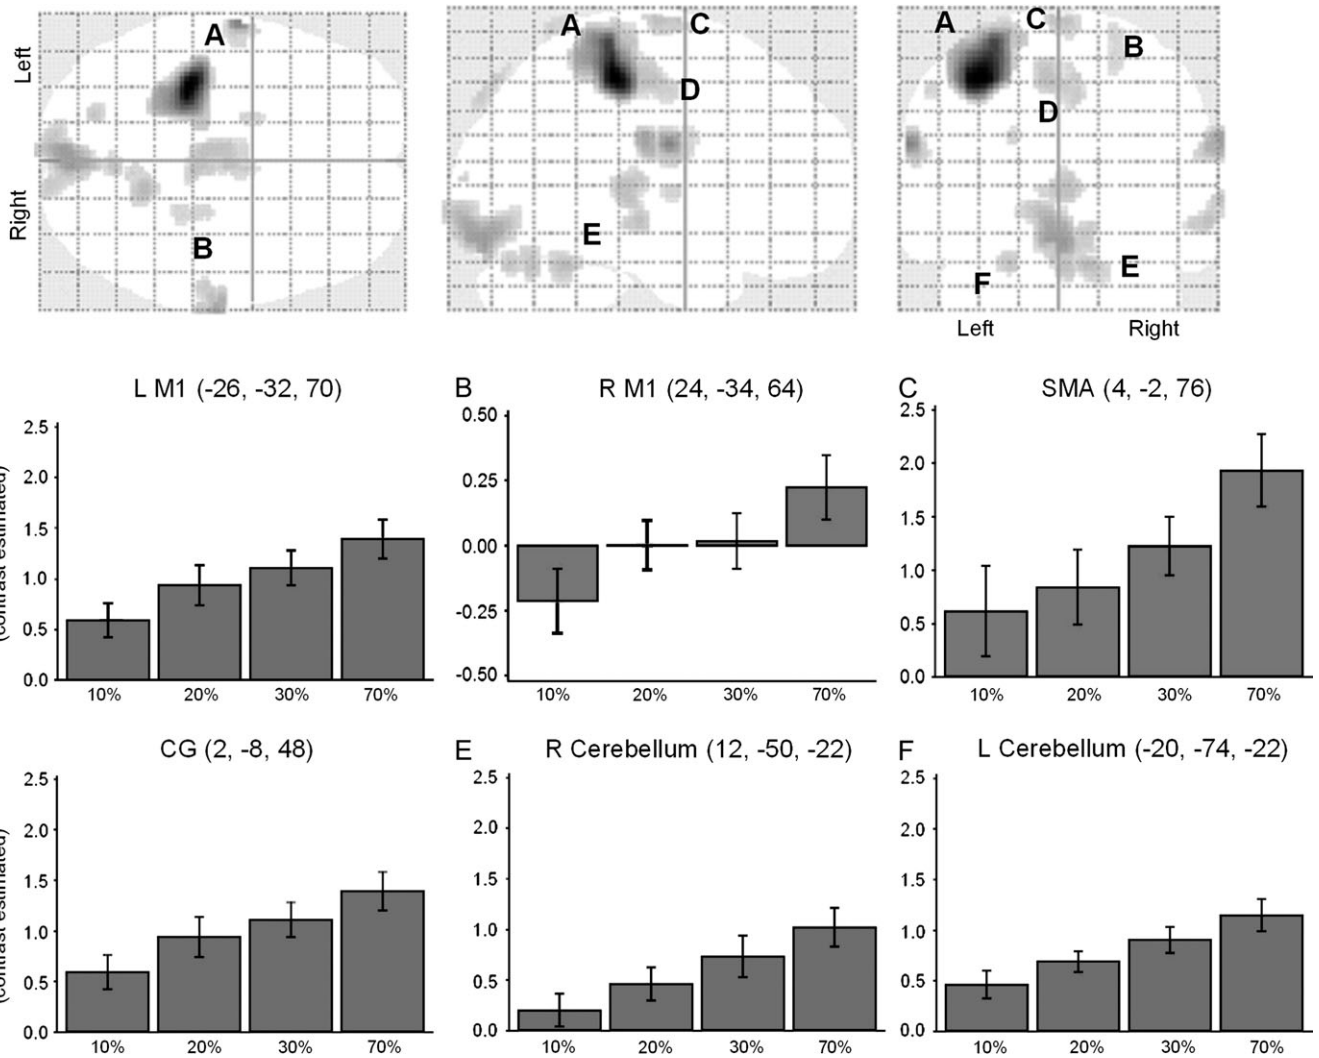 A
C
A
C
A
B
Left
D
D
Right
B
E
E
F
Left
Right
L M1 (-26, -32, 70)
B
R M1 (24, -34, 64)
C
SMA (4, -2, 76)
2.5
2.0
1.5
1.0
0.5
0.0
(contrast estimated)
10%
20%
30%
70%
0.50
0.25
0.00
-0.25
-0.50
10%
20%
30%
70%
2.5
2.0
1.5
1.0
0.5
0.0
10%
20%
30%
70%
CG (2, -8, 48)
E
R Cerebellum (12, -50, -22)
F
L Cerebellum (-20, -74, -22)
2.5
2.0
1.5
1.0
0.5
0.0
(contrast estimated)
10%
20%
30%
70%
2.5
2.0
1.5
1.0
0.5
0.0
10%
20%
30%
70%
2.5
2.0
1.5
1.0
0.5
0.0
10%
20%
30%
70%